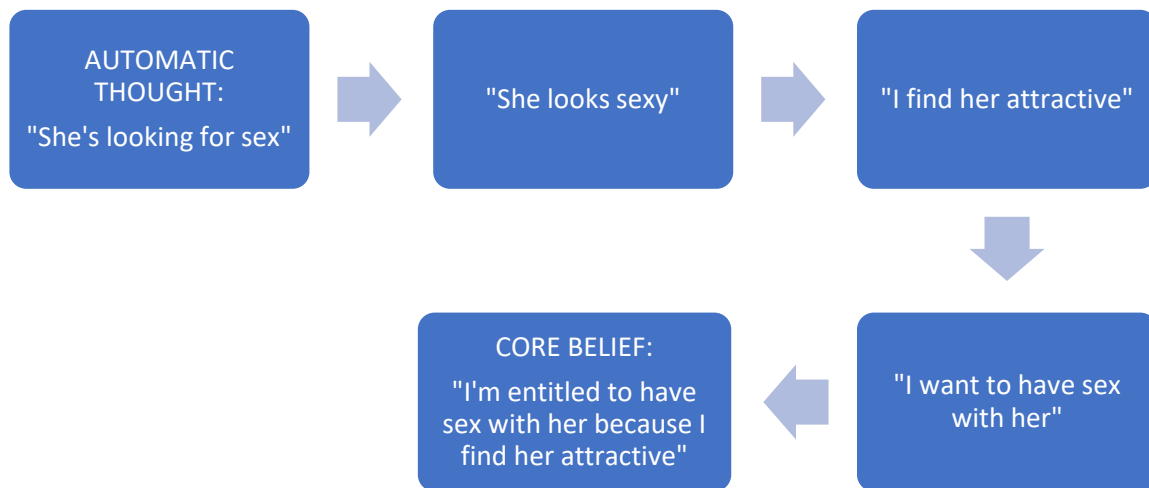 AUTOMATIC
THOUGHT:
"She's looking for sex"
"She looks sexy"
"I find her attractive"
"I want to have sex
with her"
CORE BELIEF:
"I'm entitled to have
sex with her because I
find her attractive"